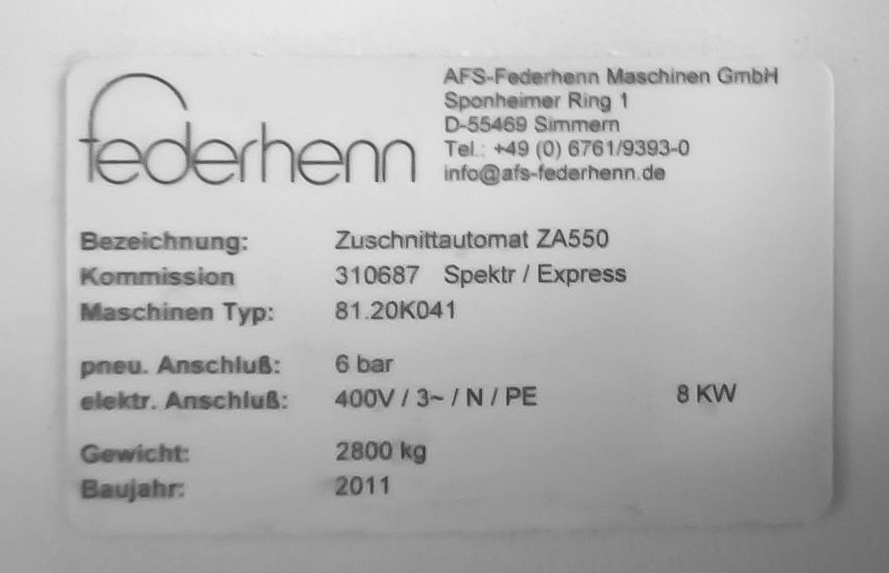 federhenn
AFS-Federhenn Maschinen GmbH
Sponheimer Ring 1
D-55469 Simmern
Tel.: +49 (0) 6761/9393-0
info@afs-federhenn.de
Bezeichnung: Zuschnittautomat ZA550
Kommission 310687 Spektr / Express
Maschinen Typ: 81.20K041
pneu. Anschluß: 6 bar
elektr. Anschluß: 400V / 3~ / N / PE 8 KW
Gewicht: 2800 kg
Baujahr: 2011